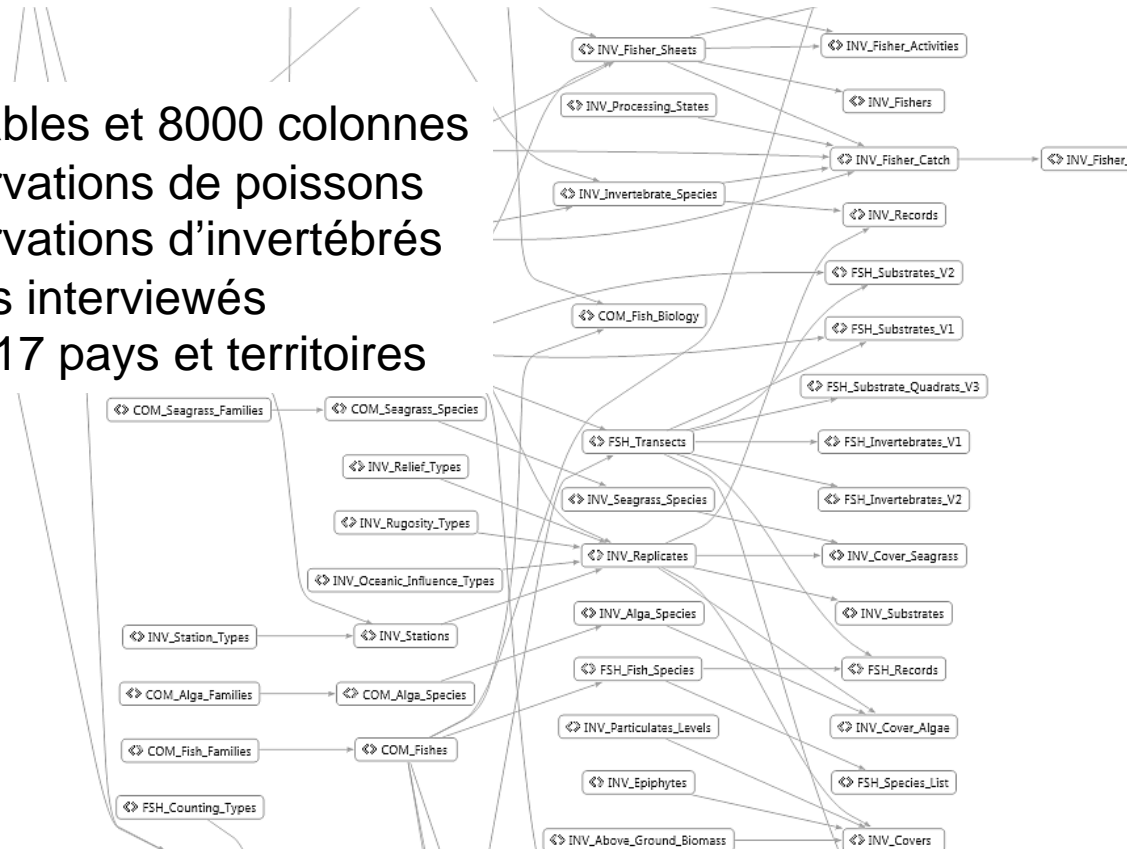 bles et 8000 colonnes
rvations de poissons
rvations d'invertébrés
s interviewés
17 pays et territoires
INV_Fisher_Sheets
INV_Fisher_Activities
INV_Processing_States
INV_Fishers
INV_Fisher_Catch
INV_Fisher_
INV_Invertebrate_Species
INV_Records
FSH_Substrates_V2
COM_Fish_Biology
FSH_Substrates_V1
FSH_Substrate_Quadrats_V3
COM_Seagrass_Families
COM_Seagrass_Species
FSH_Transects
FSH_Invertebrates_V1
INV_Relief_Types
INV_Seagrass_Species
FSH_Invertebrates_V2
INV_Rugosity_Types
INV_Replicates
INV_Cover_Seagrass
INV_Oceanic_Influence_Types
INV_Alga_Species
INV_Substrates
INV_Station_Types
INV_Stations
FSH_Fish_Species
FSH_Records
COM_Alga_Families
COM_Alga_Species
INV_Particulates_Levels
INV_Cover_Algae
COM_Fish_Families
COM_Fishes
INV_Epiphytes
FSH_Species_List
FSH_Counting_Types
INV_Above_Ground_Biomass
INV_Covers